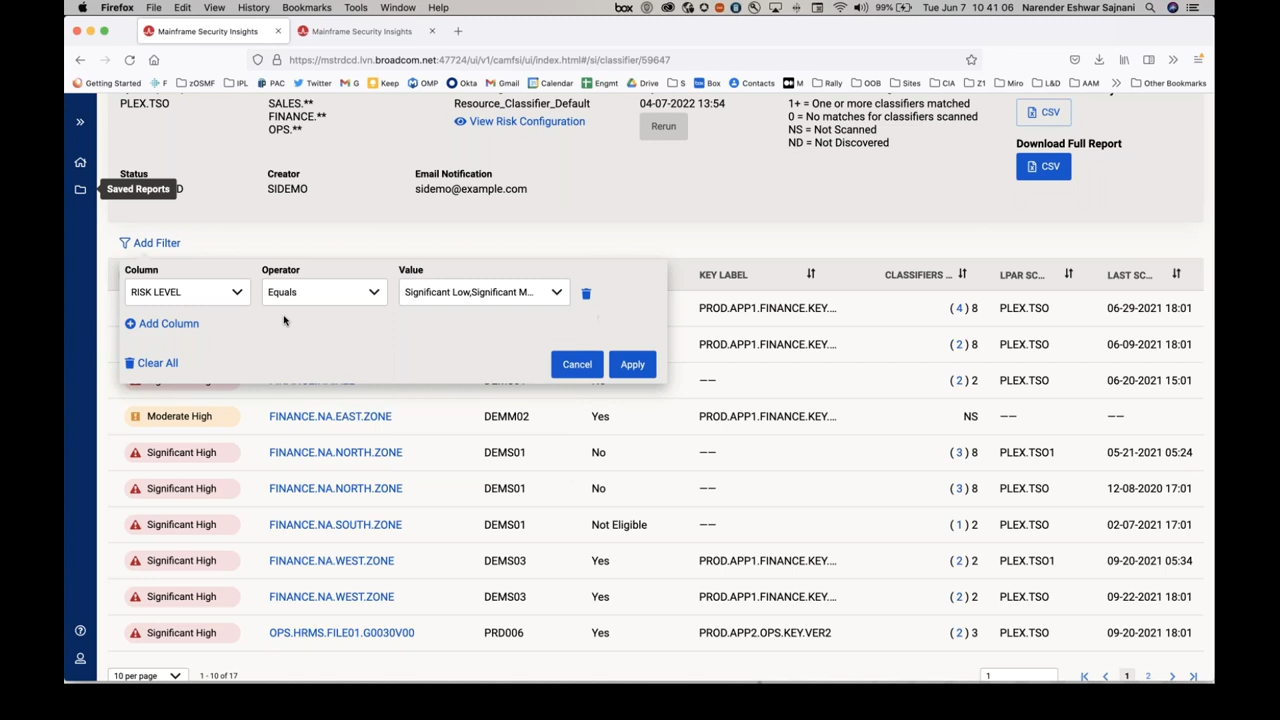 Firefox File Edit View History Bookmarks Tools Window Help box 99% Tue Jun 7 10 41 06 Narender Eshwar Sajnani
Mainframe Security Insights × Mainframe Security Insights × +
https://mstrdcd.lvn.broadcom.net:47724/ui/v1/camfsi/ui/index.html#/si/classifier/59647
Getting Started F zOSMF IPL PAC Twitter G Keep OMP Okta Gmail Calendar Engmt Drive S Box Contacts M Rally OOB Sites CIA Z1 Miro L&D AAM Other Bookmarks
PLEX.TSO SALES.** Resource_Classifier_Default 04-07-2022 13:54 1+ = One or more classifiers matched
FINANCE.** View Risk Configuration Rerun 0 = No matches for classifiers scanned CSV
OPS.** NS = Not Scanned
ND = Not Discovered Download Full Report
CSV
Status Creator Email Notification
Saved Reports D SIDEMO sidemo@example.com
Add Filter
Column Operator Value KEY LABEL CLASSIFIERS ... LPAR SC... LAST SC...
RISK LEVEL Equals Significant Low,Significant M...
PROD.APP1.FINANCE.KEY.... ( 4 ) 8 PLEX.TSO 06-29-2021 18:01
Add Column
PROD.APP1.FINANCE.KEY.... ( 2 ) 8 PLEX.TSO 06-09-2021 18:01
Clear All Cancel Apply
( 2 ) 2 PLEX.TSO 06-20-2021 15:01
Moderate High FINANCE.NA.EAST.ZONE DEMM02 Yes PROD.APP1.FINANCE.KEY.... NS –– ––
Significant High FINANCE.NA.NORTH.ZONE DEMS01 No –– ( 3 ) 8 PLEX.TSO1 05-21-2021 05:24
Significant High FINANCE.NA.NORTH.ZONE DEMS01 No –– ( 3 ) 8 PLEX.TSO 12-08-2020 17:01
Significant High FINANCE.NA.SOUTH.ZONE DEMS01 Not Eligible –– ( 1 ) 2 PLEX.TSO 02-07-2021 17:01
Significant High FINANCE.NA.WEST.ZONE DEMS03 Yes PROD.APP1.FINANCE.KEY.... ( 2 ) 2 PLEX.TSO1 09-20-2021 05:34
Significant High FINANCE.NA.WEST.ZONE DEMS03 Yes PROD.APP1.FINANCE.KEY.... ( 2 ) 2 PLEX.TSO 09-22-2021 18:01
Significant High OPS.HRMS.FILE01.G0030V00 PRD006 Yes PROD.APP2.OPS.KEY.VER2 ( 2 ) 3 PLEX.TSO 09-20-2021 18:01
10 per page 1 - 10 of 17 1 1 2